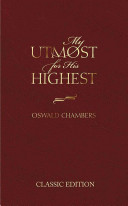 My
UTMOST
for His
HIGHEST
OSWALD CHAMBERS
CLASSIC EDITION